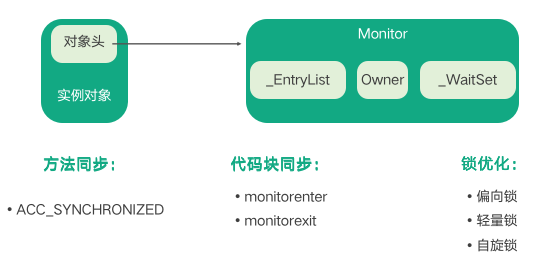 对象头
实例对象
Monitor
_EntryList
Owner
_WaitSet
方法同步：
• ACC_SYNCHRONIZED
代码块同步：
• monitorenter
• monitorexit
锁优化：
• 偏向锁
• 轻量锁
• 自旋锁